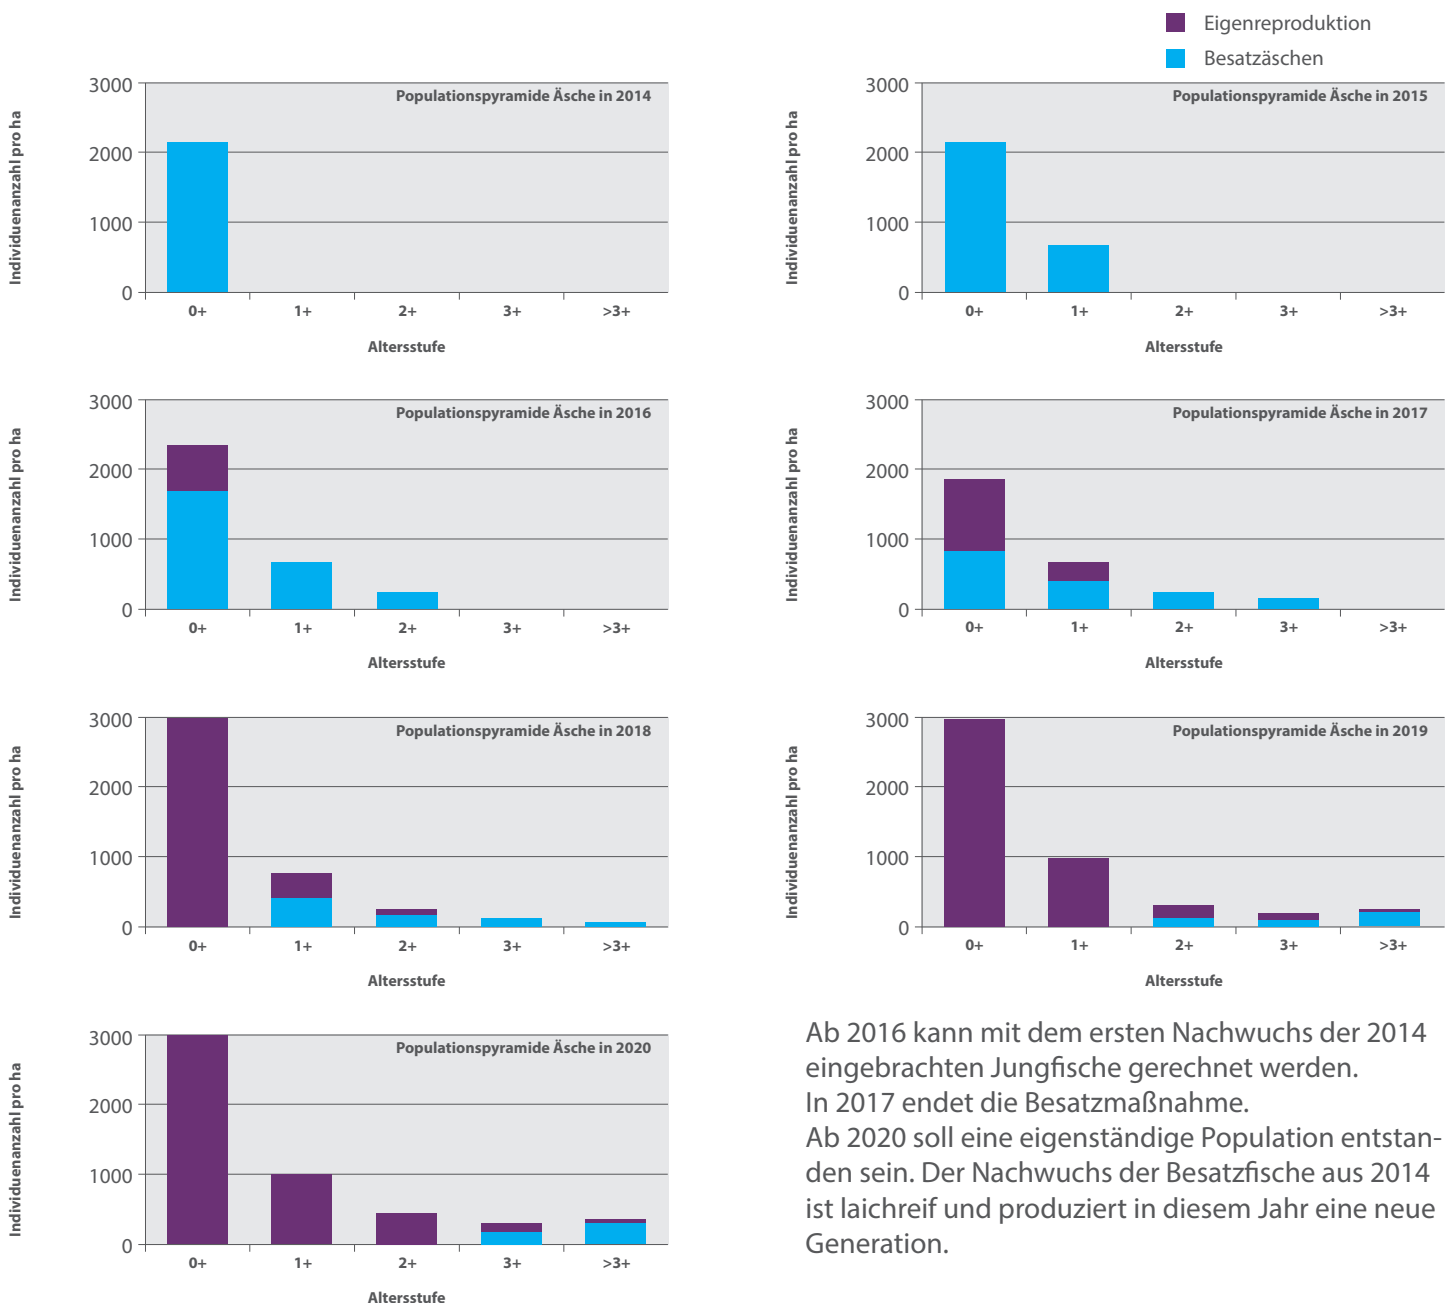 Eigenreproduktion
Besatzäschen
Populationspyramide Äsche in 2014
Individuenanzahl pro ha
3000
2000
1000
0
0+ 1+ 2+ 3+ >3+
Altersstufe
Populationspyramide Äsche in 2015
Individuenanzahl pro ha
3000
2000
1000
0
0+ 1+ 2+ 3+ >3+
Altersstufe
Populationspyramide Äsche in 2016
Individuenanzahl pro ha
3000
2000
1000
0
0+ 1+ 2+ 3+ >3+
Altersstufe
Populationspyramide Äsche in 2017
Individuenanzahl pro ha
3000
2000
1000
0
0+ 1+ 2+ 3+ >3+
Altersstufe
Populationspyramide Äsche in 2018
Individuenanzahl pro ha
3000
2000
1000
0
0+ 1+ 2+ 3+ >3+
Altersstufe
Populationspyramide Äsche in 2019
Individuenanzahl pro ha
3000
2000
1000
0
0+ 1+ 2+ 3+ >3+
Altersstufe
Populationspyramide Äsche in 2020
Individuenanzahl pro ha
3000
2000
1000
0
0+ 1+ 2+ 3+ >3+
Altersstufe
Ab 2016 kann mit dem ersten Nachwuchs der 2014
eingebrachten Jungfische gerechnet werden.
In 2017 endet die Besatzmaßnahme.
Ab 2020 soll eine eigenständige Population entstan-
den sein. Der Nachwuchs der Besatzfische aus 2014
ist laichreif und produziert in diesem Jahr eine neue
Generation.